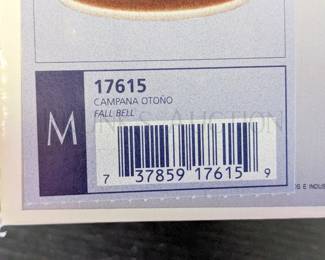 17615
CAMPANA OTOÑO
FALL BELL
M
7 37859 17615 9